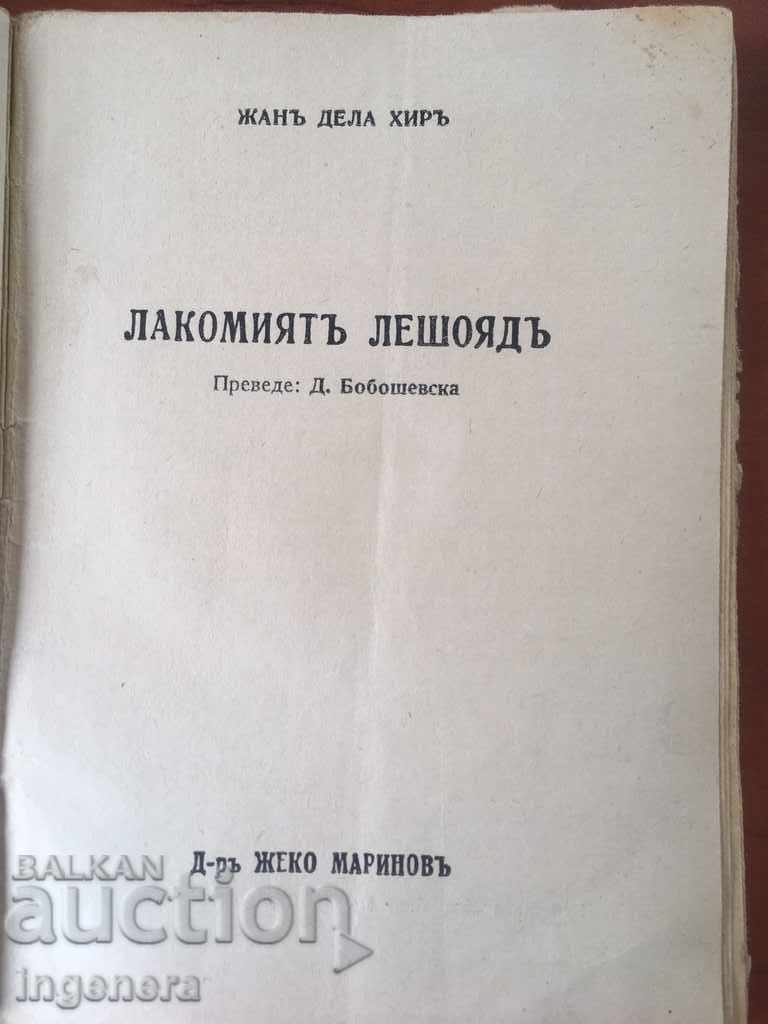 ЖАНЪ ДЕЛА ХИРЪ
ЛАКОМИЯТЪ ЛЕШОЯДЪ
Преведе: Д. Бобошевска
Д-ръ ЖЕКО МАРИНОВЪ
BALKAN
auction
ingenera